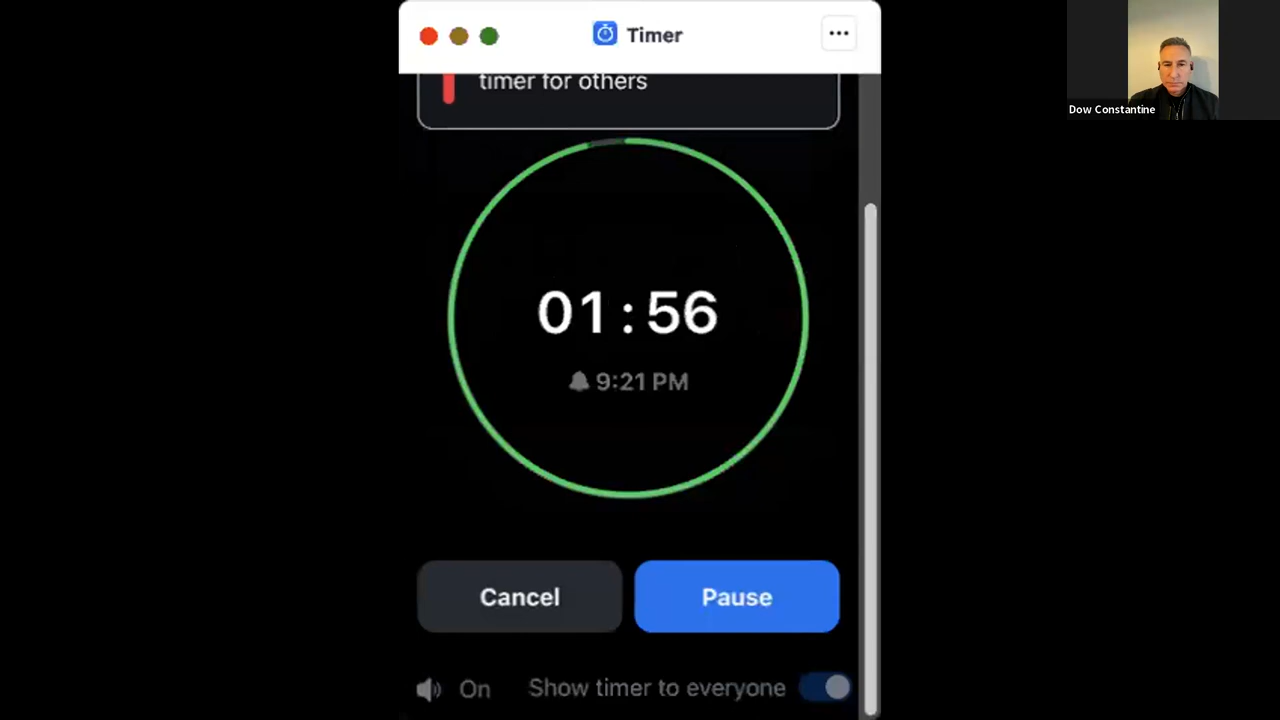 Timer
timer for others
01:56
9:21 PM
Cancel
Pause
On
Show timer to everyone
Dow Constantine